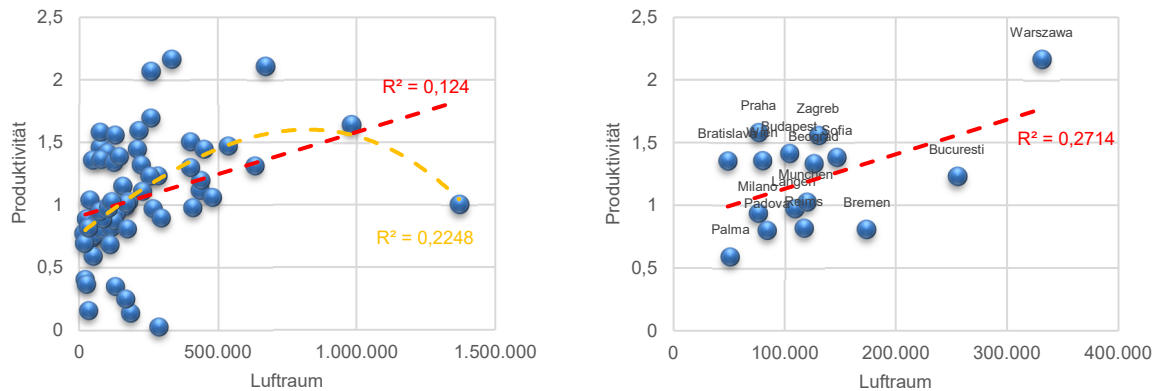 2,5
2
1,5
1
0,5
0
Produktivität
R² = 0,124
R² = 0,2248
0
500.000
1.000.000
1.500.000
Luftraum
2,5
2
1,5
1
0,5
0
Produktivität
Warszawa
Praha
Zagreb
Budapest
Bratislava
Wien
Sofia
Beograd
R² = 0,2714
Bucuresti
Munchen
Milano
Langen
Padova
Reims
Bremen
Palma
0
100.000
200.000
300.000
400.000
Luftraum